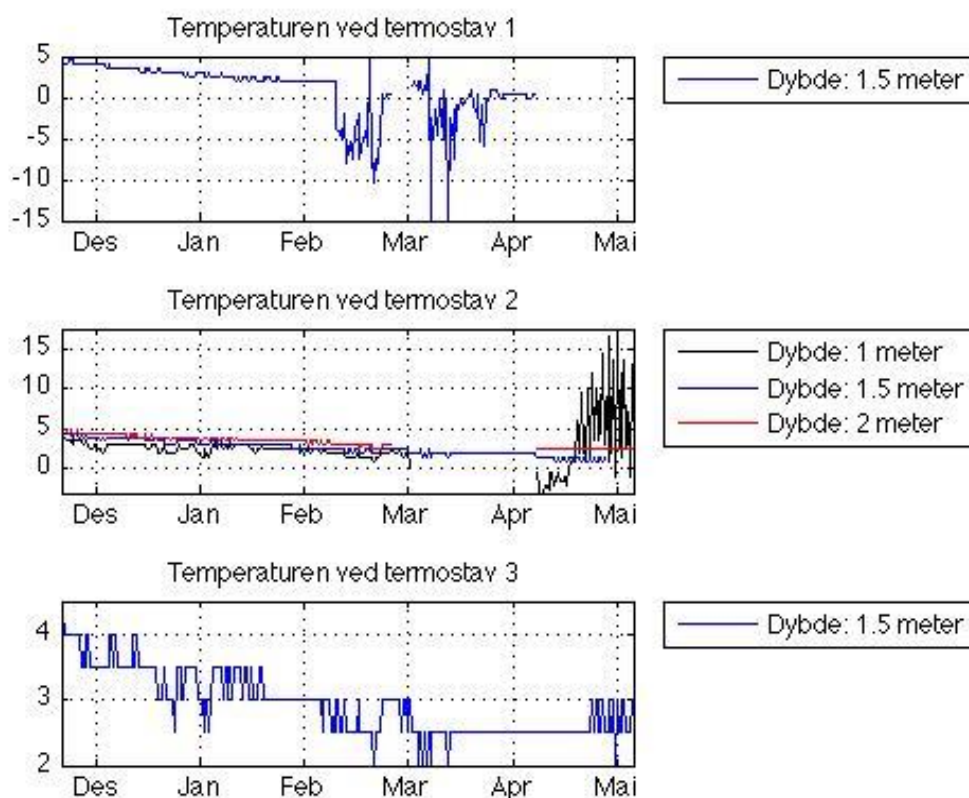 Temperaturen ved termostav 1
5
0
-5
-10
-15
Des Jan Feb Mar Apr Mai
Dybde: 1.5 meter
Temperaturen ved termostav 2
15
10
5
0
Des Jan Feb Mar Apr Mai
Dybde: 1 meter
Dybde: 1.5 meter
Dybde: 2 meter
Temperaturen ved termostav 3
4
3
2
Des Jan Feb Mar Apr Mai
Dybde: 1.5 meter